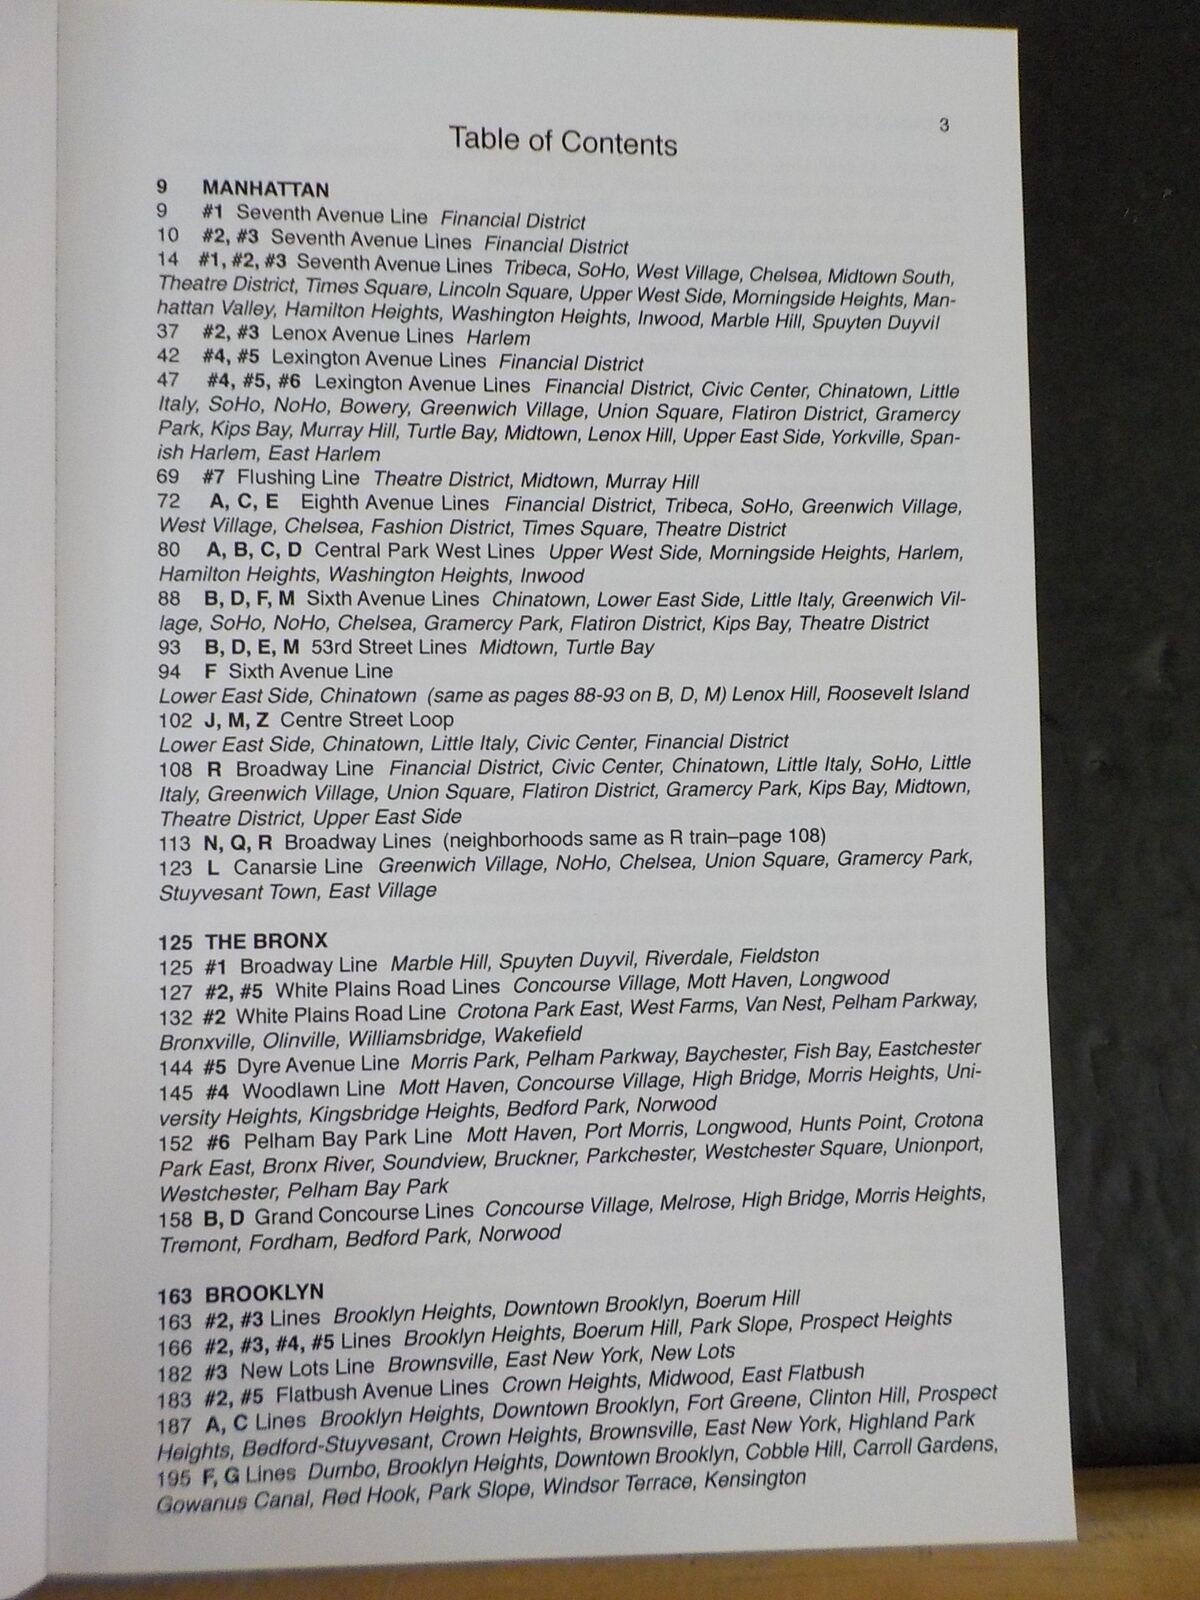 3
Table of Contents
9 MANHATTAN
9 #1 Seventh Avenue Line Financial District
10 #2, #3 Seventh Avenue Lines Financial District
14 #1, #2, #3 Seventh Avenue Lines Tribeca, SoHo, West Village, Chelsea, Midtown South,
Theatre District, Times Square, Lincoln Square, Upper West Side, Morningside Heights, Man-
hattan Valley, Hamilton Heights, Washington Heights, Inwood, Marble Hill, Spuyten Duyvil
37 #2, #3 Lenox Avenue Lines Harlem
42 #4, #5 Lexington Avenue Lines Financial District
47 #4, #5, #6 Lexington Avenue Lines Financial District, Civic Center, Chinatown, Little
Italy, SoHo, NoHo, Bowery, Greenwich Village, Union Square, Flatiron District, Gramercy
Park, Kips Bay, Murray Hill, Turtle Bay, Midtown, Lenox Hill, Upper East Side, Yorkville, Span-
ish Harlem, East Harlem
69 #7 Flushing Line Theatre District, Midtown, Murray Hill
72 A, C, E Eighth Avenue Lines Financial District, Tribeca, SoHo, Greenwich Village,
West Village, Chelsea, Fashion District, Times Square, Theatre District
80 A, B, C, D Central Park West Lines Upper West Side, Morningside Heights, Harlem,
Hamilton Heights, Washington Heights, Inwood
88 B, D, F, M Sixth Avenue Lines Chinatown, Lower East Side, Little Italy, Greenwich Vil-
lage, SoHo, NoHo, Chelsea, Gramercy Park, Flatiron District, Kips Bay, Theatre District
93 B, D, E, M 53rd Street Lines Midtown, Turtle Bay
94 F Sixth Avenue Line
Lower East Side, Chinatown (same as pages 88-93 on B, D, M) Lenox Hill, Roosevelt Island
102 J, M, Z Centre Street Loop
Lower East Side, Chinatown, Little Italy, Civic Center, Financial District
108 R Broadway Line Financial District, Civic Center, Chinatown, Little Italy, SoHo, Little
Italy, Greenwich Village, Union Square, Flatiron District, Gramercy Park, Kips Bay, Midtown,
Theatre District, Upper East Side
113 N, Q, R Broadway Lines (neighborhoods same as R train–page 108)
123 L Canarsie Line Greenwich Village, NoHo, Chelsea, Union Square, Gramercy Park,
Stuyvesant Town, East Village
125 THE BRONX
125 #1 Broadway Line Marble Hill, Spuyten Duyvil, Riverdale, Fieldston
127 #2, #5 White Plains Road Lines Concourse Village, Mott Haven, Longwood
132 #2 White Plains Road Line Crotona Park East, West Farms, Van Nest, Pelham Parkway,
Bronxville, Olinville, Williamsbridge, Wakefield
144 #5 Dyre Avenue Line Morris Park, Pelham Parkway, Baychester, Fish Bay, Eastchester
145 #4 Woodlawn Line Mott Haven, Concourse Village, High Bridge, Morris Heights, Uni-
versity Heights, Kingsbridge Heights, Bedford Park, Norwood
152 #6 Pelham Bay Park Line Mott Haven, Port Morris, Longwood, Hunts Point, Crotona
Park East, Bronx River, Soundview, Bruckner, Parkchester, Westchester Square, Unionport,
Westchester, Pelham Bay Park
158 B, D Grand Concourse Lines Concourse Village, Melrose, High Bridge, Morris Heights,
Tremont, Fordham, Bedford Park, Norwood
163 BROOKLYN
163 #2, #3 Lines Brooklyn Heights, Downtown Brooklyn, Boerum Hill
166 #2, #3, #4, #5 Lines Brooklyn Heights, Boerum Hill, Park Slope, Prospect Heights
182 #3 New Lots Line Brownsville, East New York, New Lots
183 #2, #5 Flatbush Avenue Lines Crown Heights, Midwood, East Flatbush
187 A, C Lines Brooklyn Heights, Downtown Brooklyn, Fort Greene, Clinton Hill, Prospect
Heights, Bedford-Stuyvesant, Crown Heights, Brownsville, East New York, Highland Park
195 F, G Lines Dumbo, Brooklyn Heights, Downtown Brooklyn, Cobble Hill, Carroll Gardens,
Gowanus Canal, Red Hook, Park Slope, Windsor Terrace, Kensington